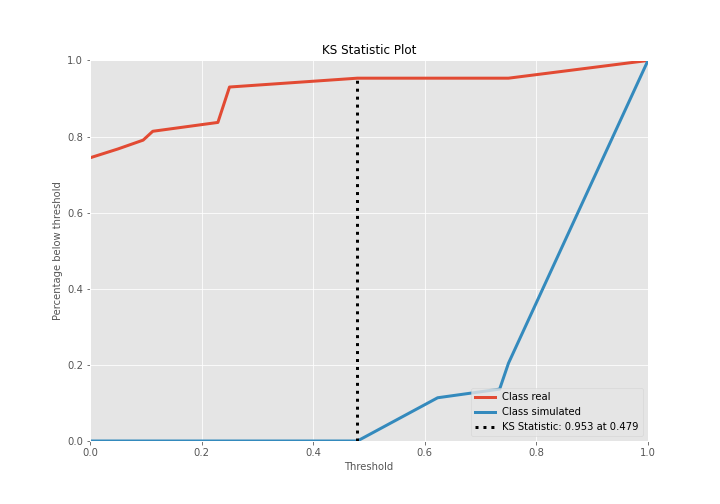 KS Statistic Plot
1.0
0.8
0.6
0.4
0.2
0.0
Percentage below threshold
0.0 0.2 0.4 0.6 0.8 1.0
Threshold
Class real
Class simulated
KS Statistic: 0.953 at 0.479